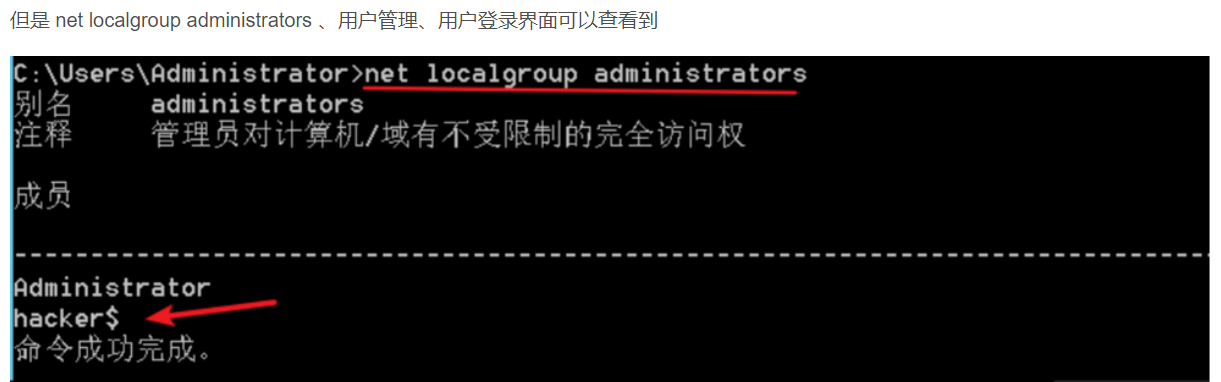 但是 net localgroup administrators 、用户管理、用户登录界面可以查看到
C:\Users\Administrator>net localgroup administrators
别名 administrators
注释 管理员对计算机/域有不受限制的完全访问权
成员
-------------------------------------------------------------------------------
Administrator
hacker$
命令成功完成。